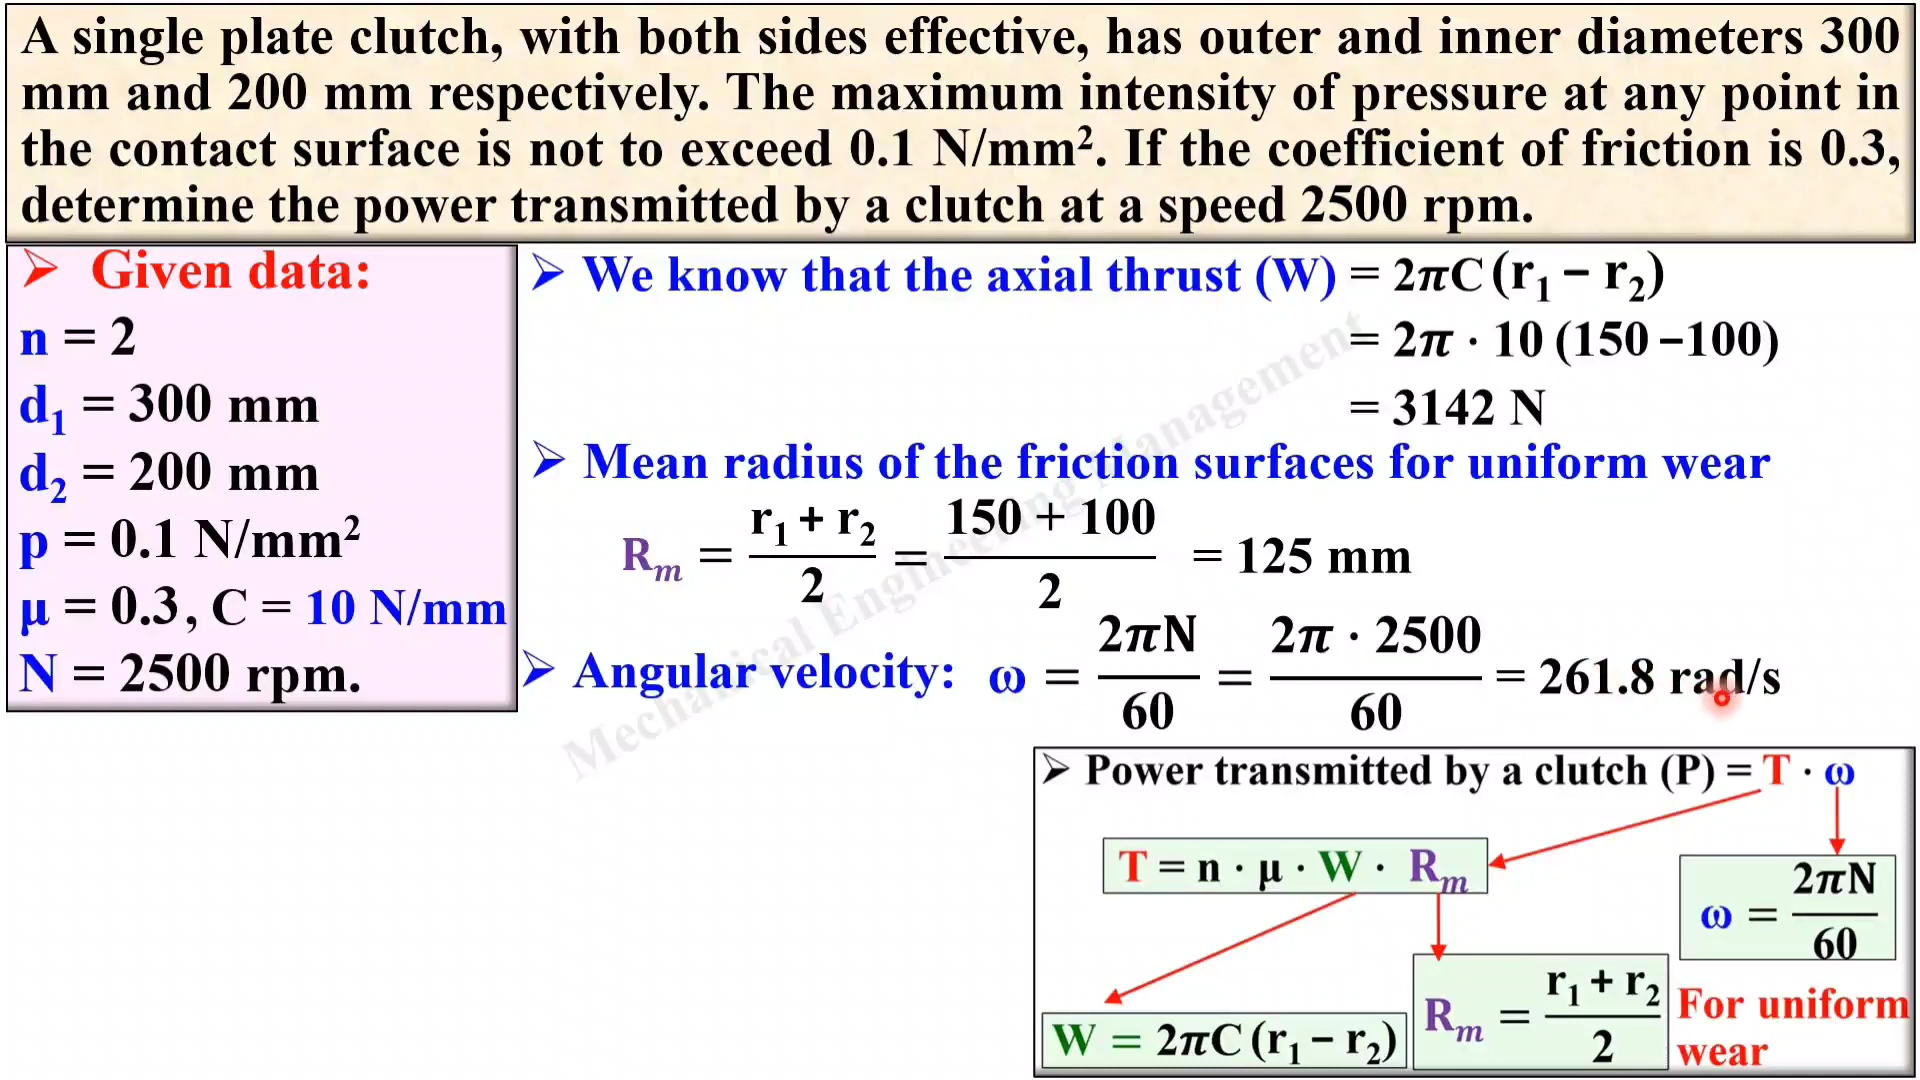 A single plate clutch, with both sides effective, has outer and inner diameters 300
mm and 200 mm respectively. The maximum intensity of pressure at any point in
the contact surface is not to exceed 0.1 N/mm². If the coefficient of friction is 0.3,
determine the power transmitted by a clutch at a speed 2500 rpm.
➢ Given data:
n = 2
d₁ = 300 mm
d₂ = 200 mm
p = 0.1 N/mm²
μ = 0.3, C = 10 N/mm
N = 2500 rpm.
➢ We know that the axial thrust (W) = 2πC (r₁ − r₂)
= 2π · 10 (150 −100)
= 3142 N
➢ Mean radius of the friction surfaces for uniform wear
Rₘ = (r₁ + r₂)/2 = (150 + 100)/2 = 125 mm
➢ Angular velocity: ω = 2πN/60 = 2π · 2500/60 = 261.8 rad/s
➢ Power transmitted by a clutch (P) = T · ω
T = n · μ · W · Rₘ
ω = 2πN/60
W = 2πC (r₁ − r₂)
Rₘ = (r₁ + r₂)/2
For uniform
wear
Mechanical Engineering Management